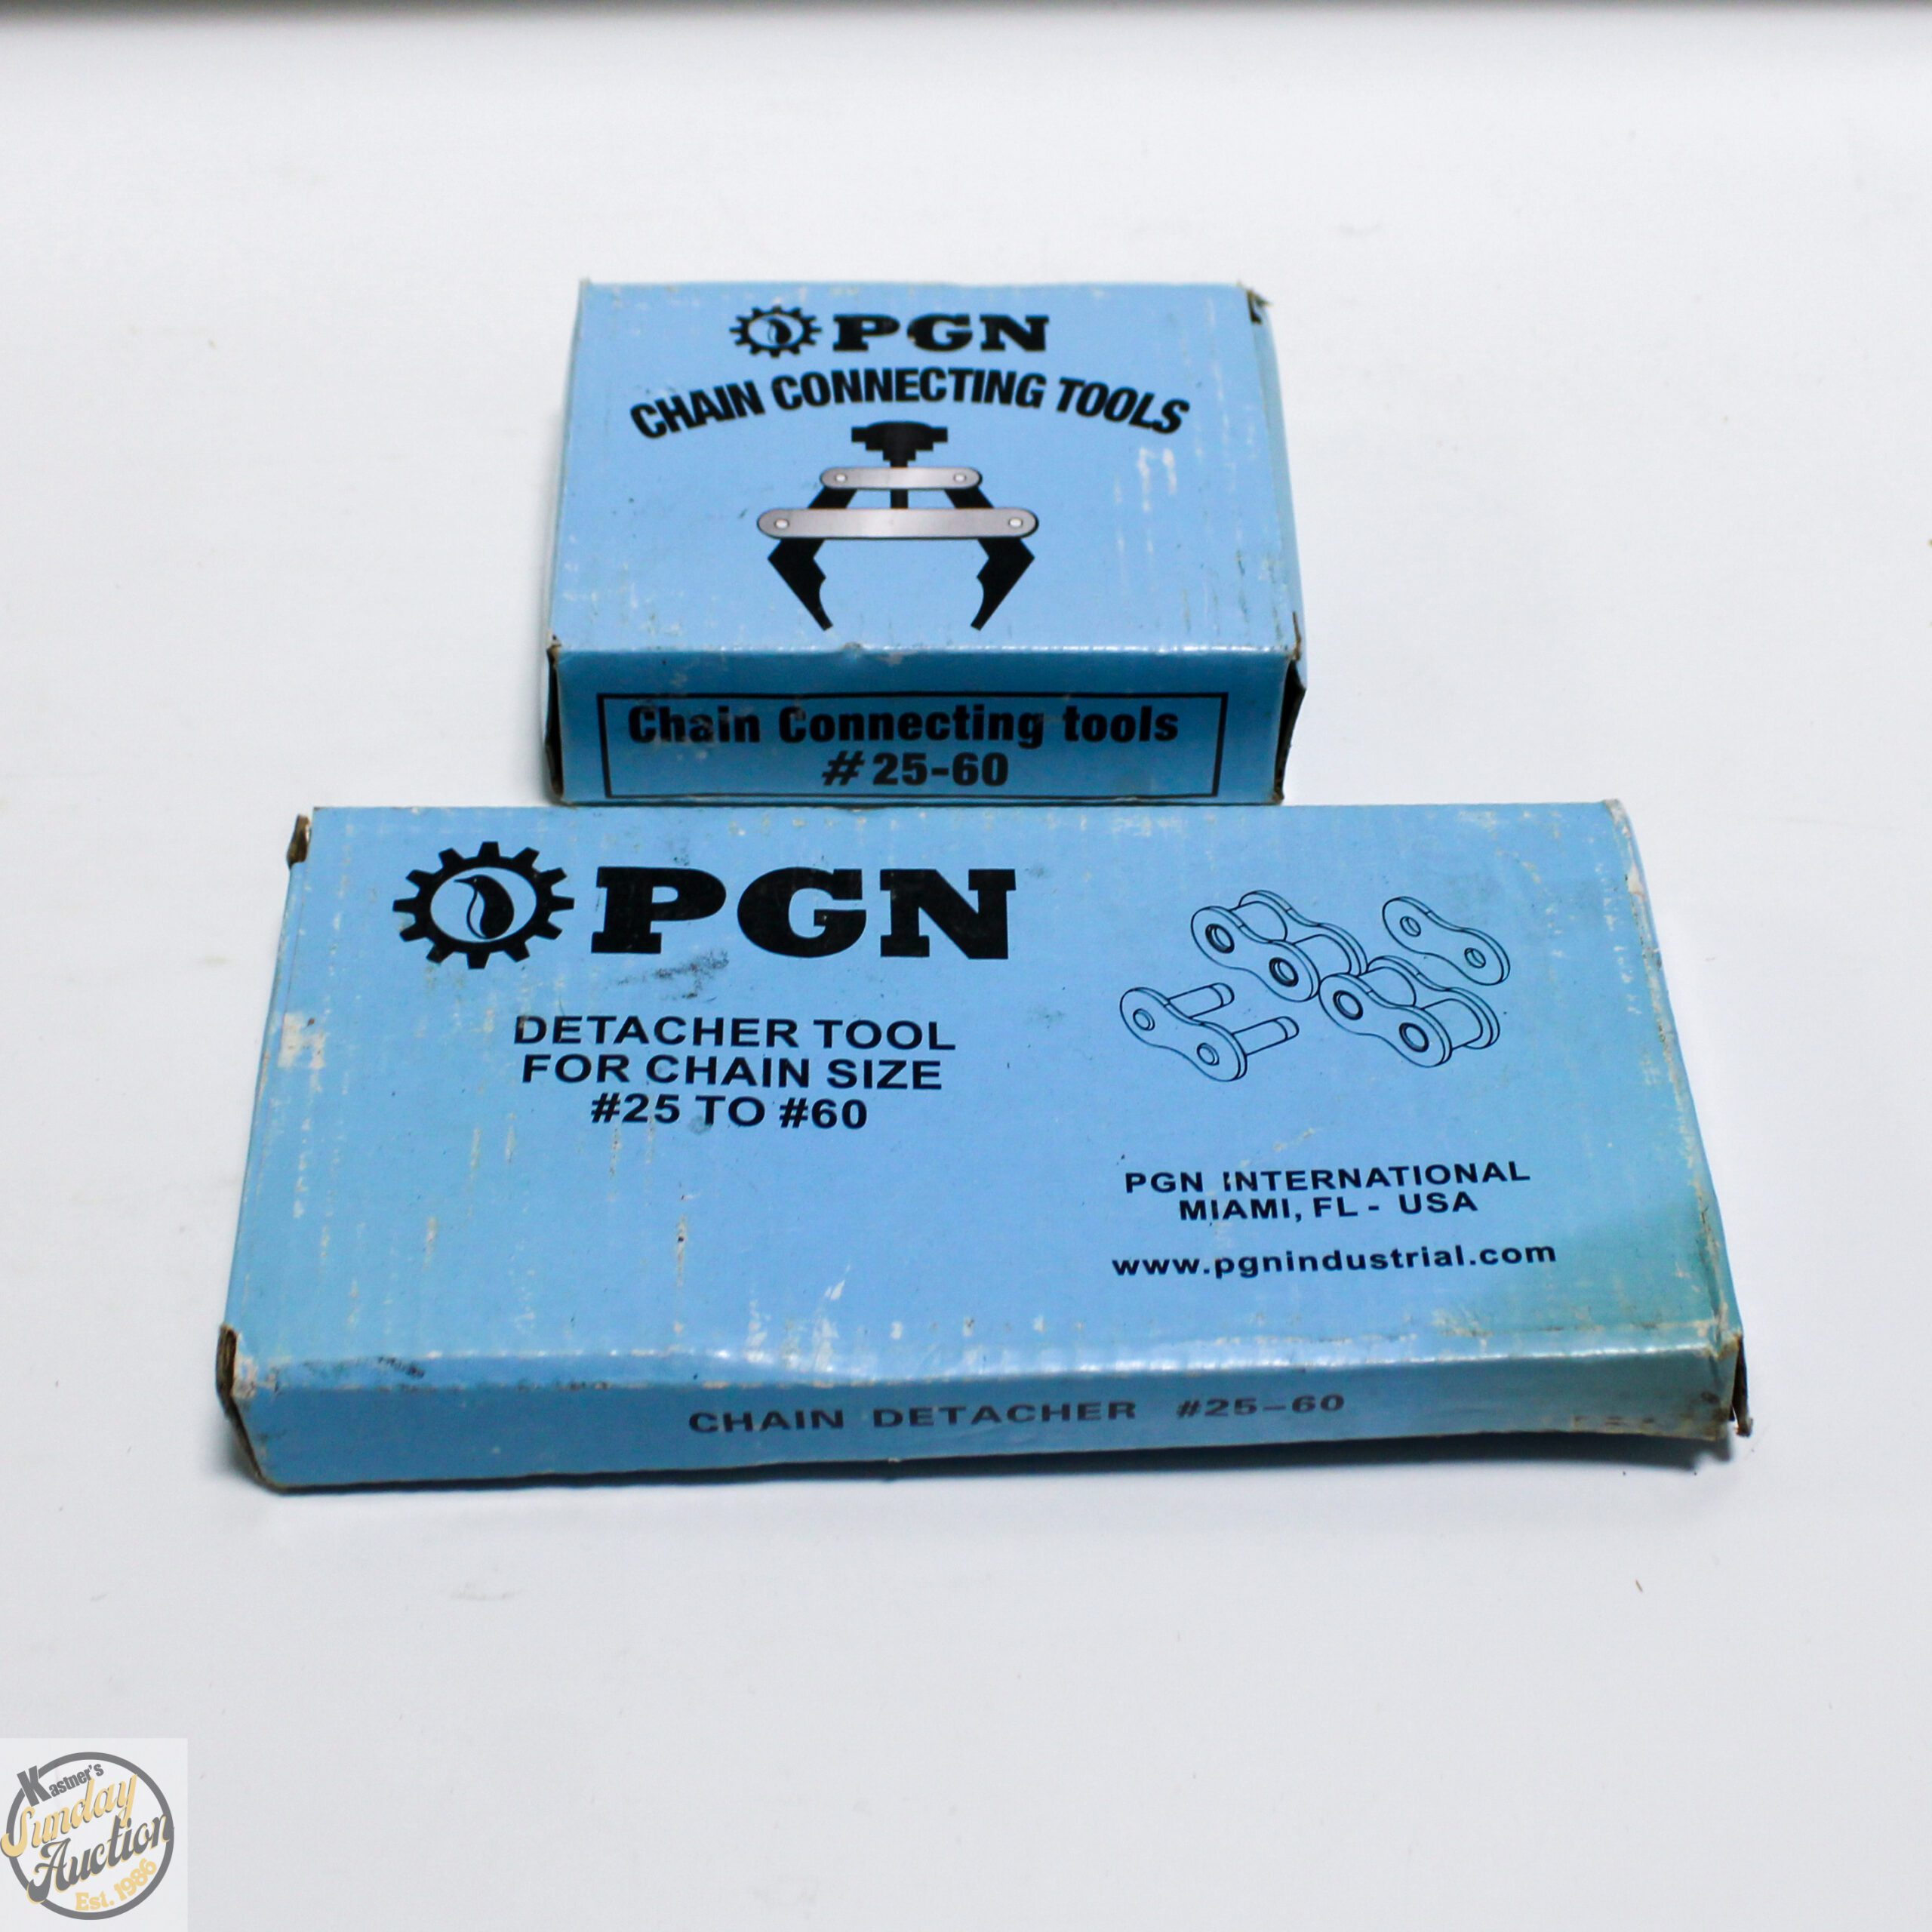 PGN
CHAIN CONNECTING TOOLS
Chain Connecting tools
#25-60
PGN
DETACHER TOOL
FOR CHAIN SIZE
#25 TO #60
PGN INTERNATIONAL
MIAMI, FL - USA
www.pgnindustrial.com
CHAIN DETACHER #25-60
Kastner's
Sunday
Auction
Est. 1986